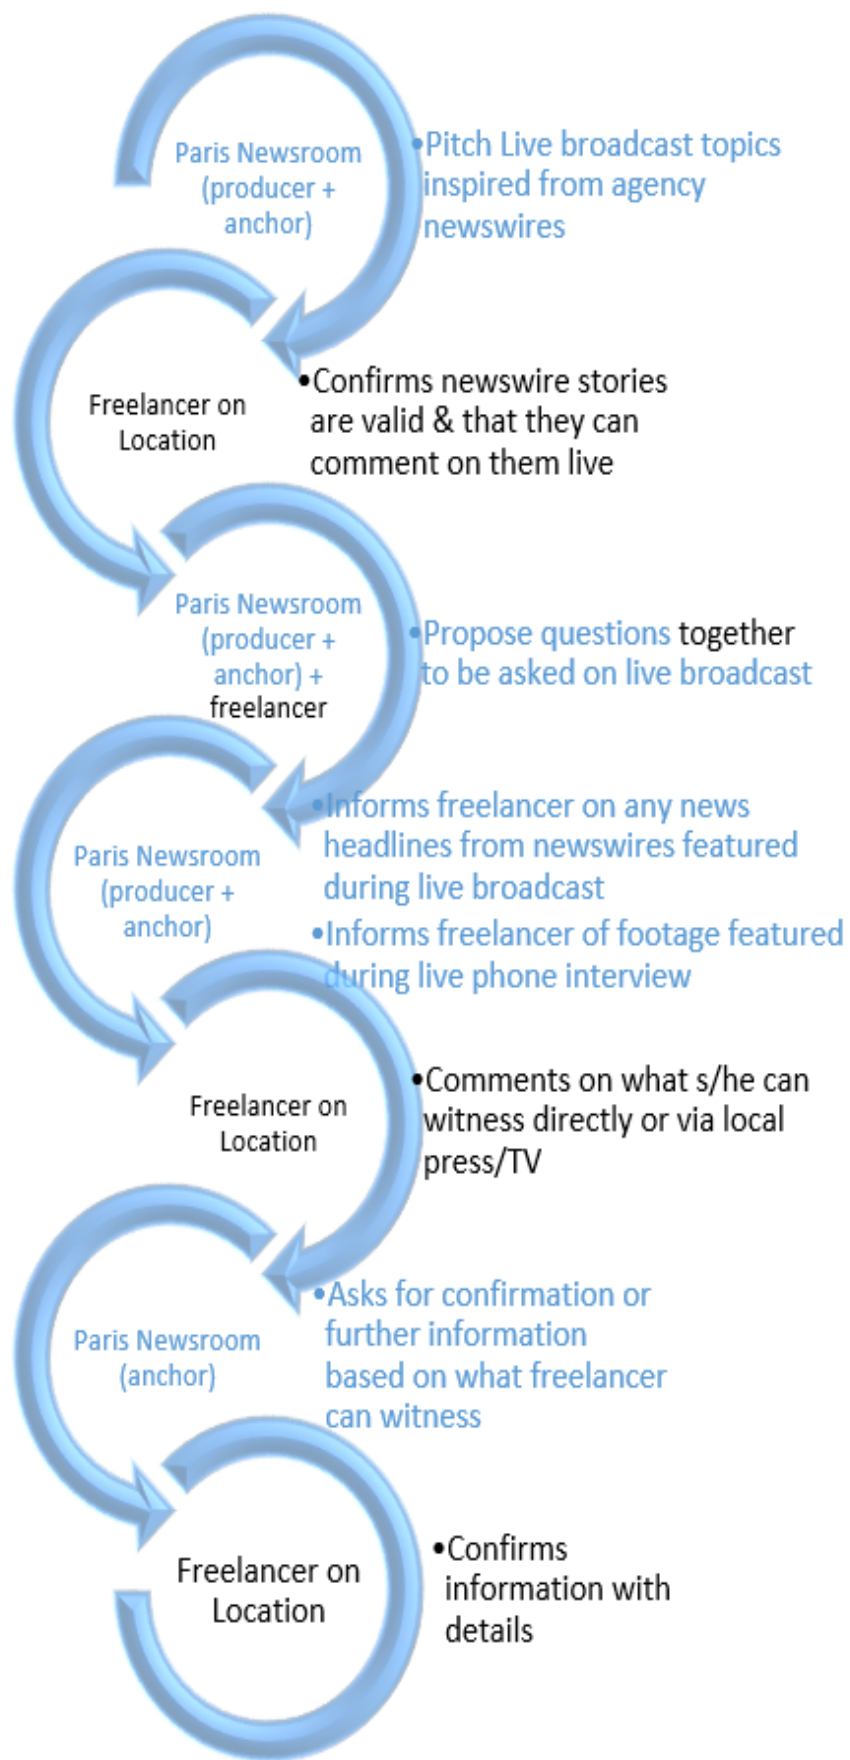 Paris Newsroom
(producer +
anchor)
•Pitch Live broadcast topics
inspired from agency
newswires
Freelancer on
Location
•Confirms newswire stories
are valid & that they can
comment on them live
Paris Newsroom
(producer +
anchor) +
freelancer
•Propose questions together
to be asked on live broadcast
Paris Newsroom
(producer +
anchor)
•Informs freelancer on any news
headlines from newswires featured
during live broadcast
•Informs freelancer of footage featured
during live phone interview
Freelancer on
Location
•Comments on what s/he can
witness directly or via local
press/TV
Paris Newsroom
(anchor)
•Asks for confirmation or
further information
based on what freelancer
can witness
Freelancer on
Location
•Confirms
information with
details